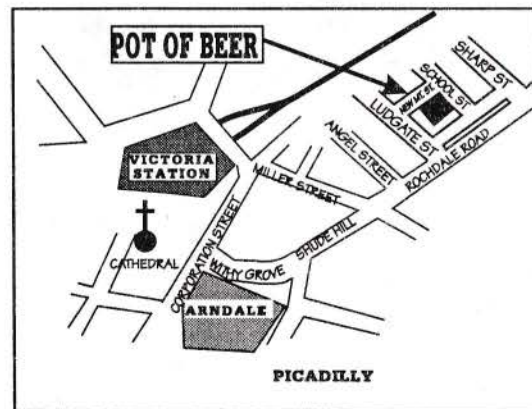 POT OF BEER
SHARP ST
SCHOOL ST
NEW MT. ST.
LUDGATE ST
ANGEL STREET
ROCHDALE ROAD
VICTORIA
STATION
MILLER STREET
SHUDE HILL
CORPORATION STREET
CATHEDRAL
WITHY GROVE
ARNDALE
PICADILLY